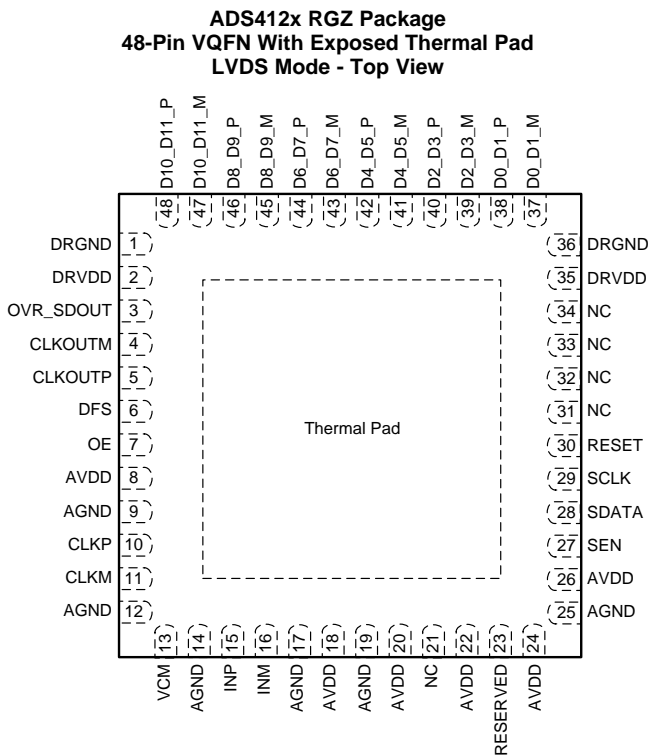 ADS412x RGZ Package
48-Pin VQFN With Exposed Thermal Pad
LVDS Mode - Top View
D10_D11_P
D10_D11_M
D8_D9_P
D8_D9_M
D6_D7_P
D6_D7_M
D4_D5_P
D4_D5_M
D2_D3_P
D2_D3_M
D0_D1_P
D0_D1_M
48 47 46 45 44 43 42 41 40 39 38 37
DRGND 1
DRVDD 2
OVR_SDOUT 3
CLKOUTM 4
CLKOUTP 5
DFS 6
OE 7
AVDD 8
AGND 9
CLKP 10
CLKM 11
AGND 12
Thermal Pad
36 DRGND
35 DRVDD
34 NC
33 NC
32 NC
31 NC
30 RESET
29 SCLK
28 SDATA
27 SEN
26 AVDD
25 AGND
13 14 15 16 17 18 19 20 21 22 23 24
VCM
AGND
INP
INM
AGND
AVDD
AGND
AVDD
NC
AVDD
RESERVED
AVDD